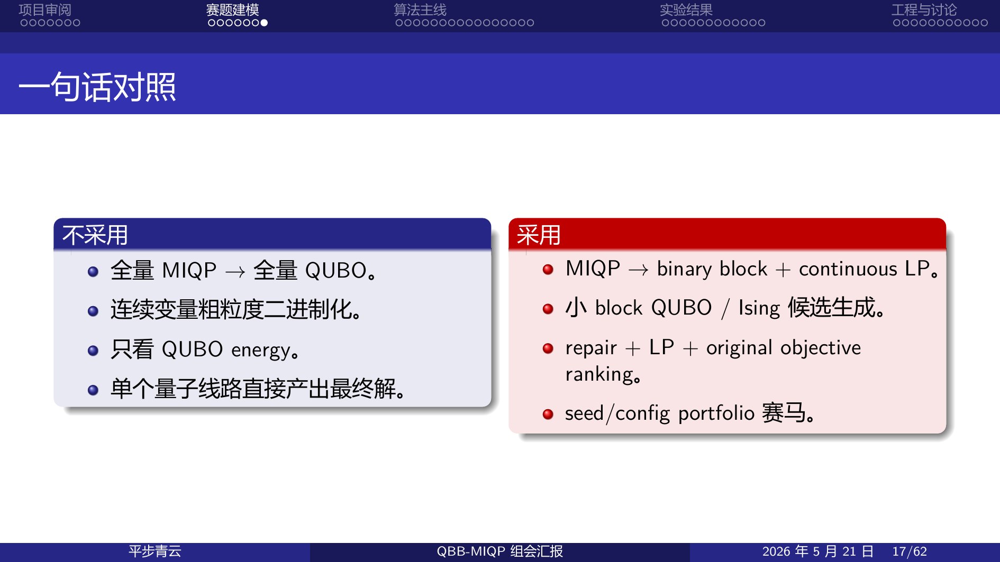 项目审阅
赛题建模
算法主线
实验结果
工程与讨论
一句话对照
不采用
全量 MIQP → 全量 QUBO。
连续变量粗粒度二进制化。
只看 QUBO energy。
单个量子线路直接产出最终解。
采用
MIQP → binary block + continuous LP。
小 block QUBO / Ising 候选生成。
repair + LP + original objective
ranking。
seed/config portfolio 赛马。
平步青云
QBB-MIQP 组会汇报
2026 年 5 月 21 日
17/62